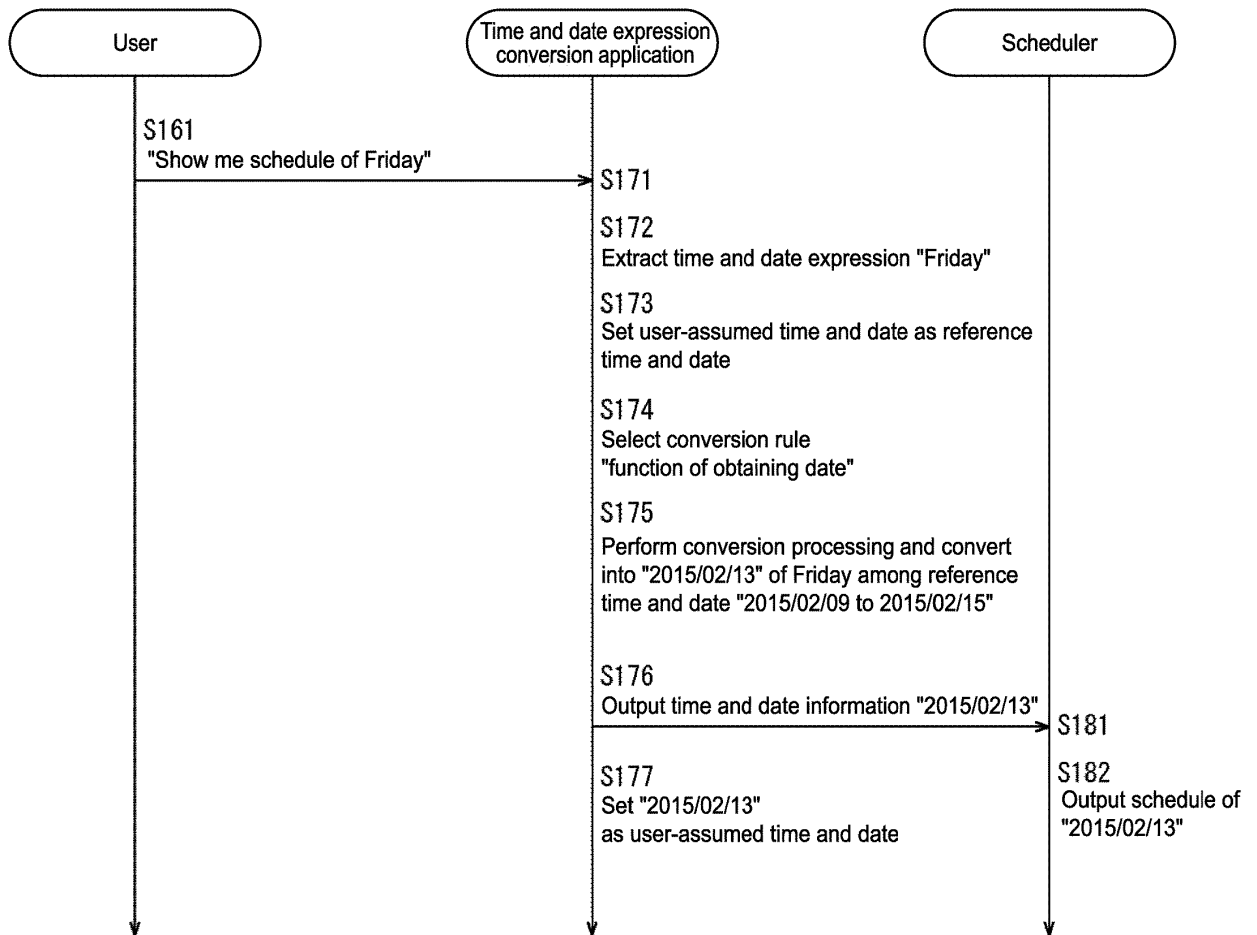 User
Time and date expression
conversion application
Scheduler
S161
"Show me schedule of Friday"
S171
S172
Extract time and date expression "Friday"
S173
Set user-assumed time and date as reference
time and date
S174
Select conversion rule
"function of obtaining date"
S175
Perform conversion processing and convert
into "2015/02/13" of Friday among reference
time and date "2015/02/09 to 2015/02/15"
S176
Output time and date information "2015/02/13"
S181
S177
Set "2015/02/13"
as user-assumed time and date
S182
Output schedule of
"2015/02/13"